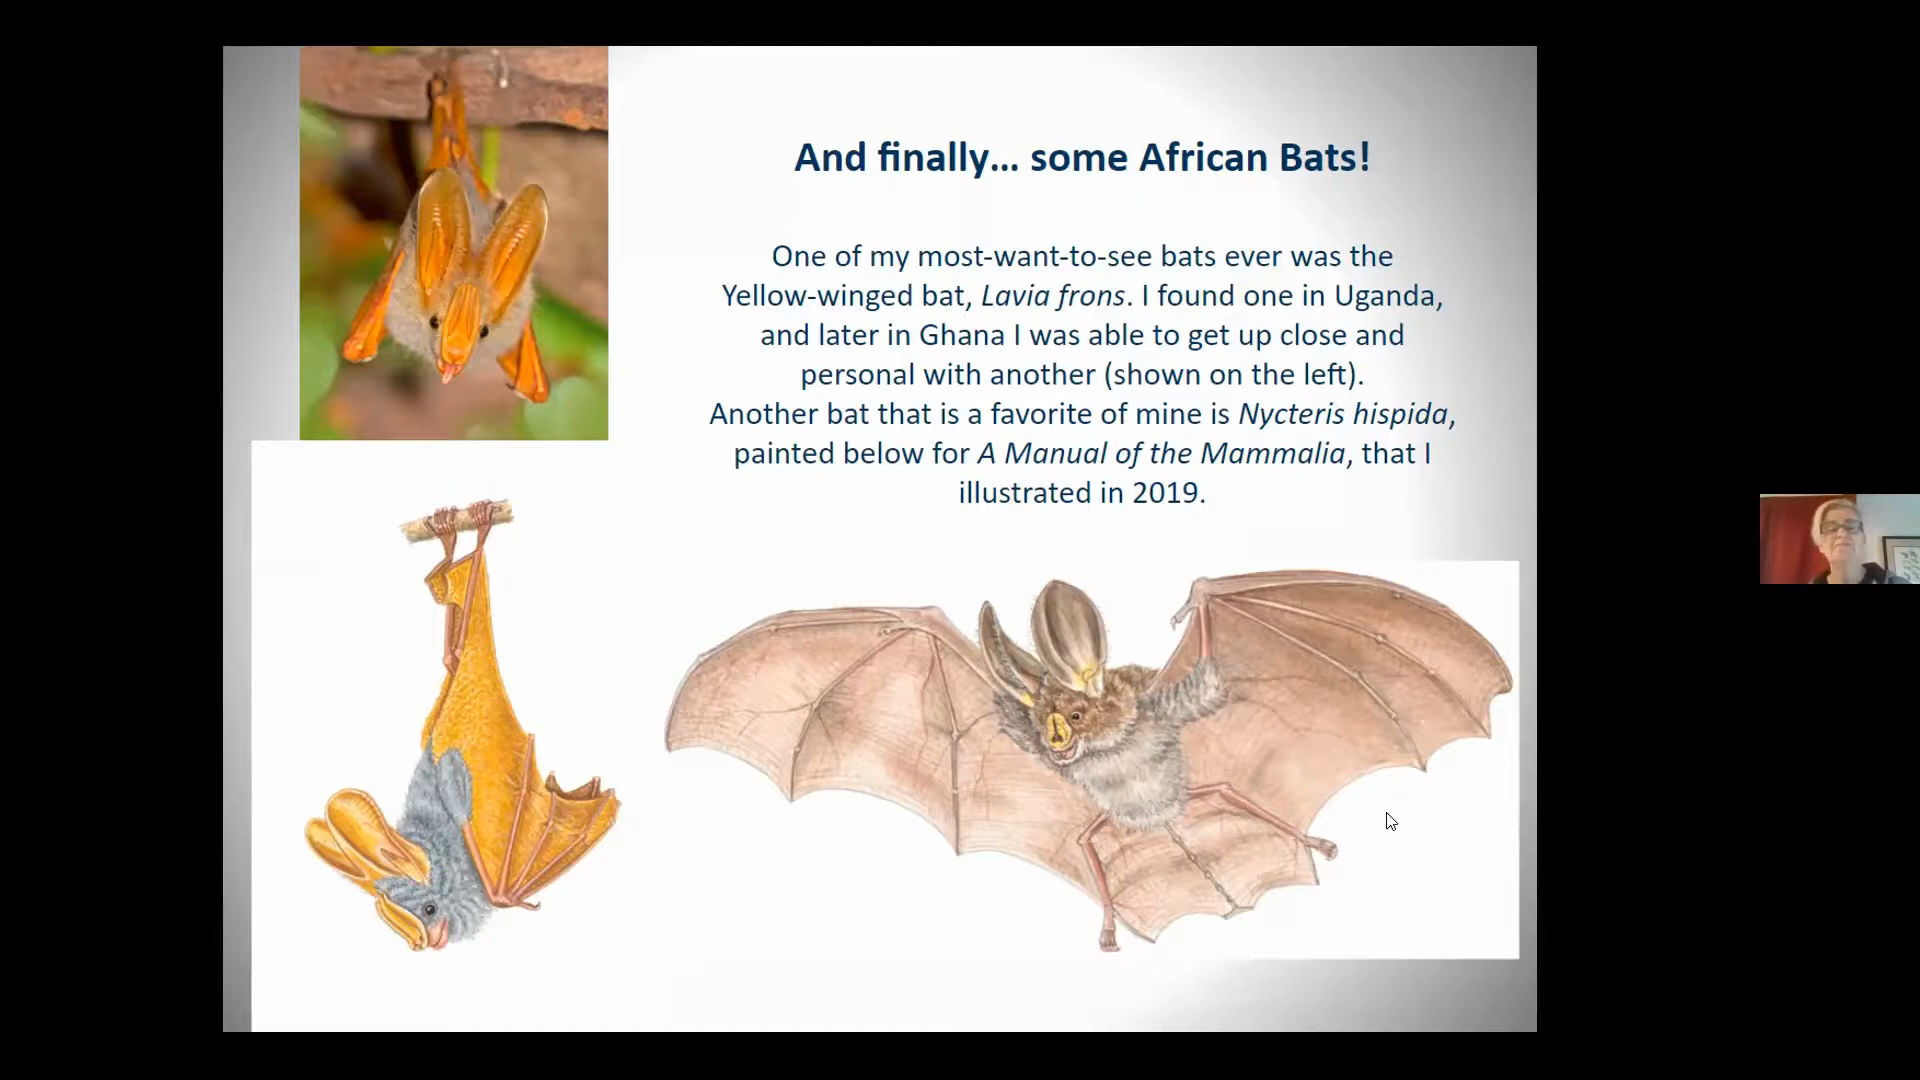 And finally... some African Bats!
One of my most-want-to-see bats ever was the
Yellow-winged bat, Lavia frons. I found one in Uganda,
and later in Ghana I was able to get up close and
personal with another (shown on the left).
Another bat that is a favorite of mine is Nycteris hispida,
painted below for A Manual of the Mammalia, that I
illustrated in 2019.